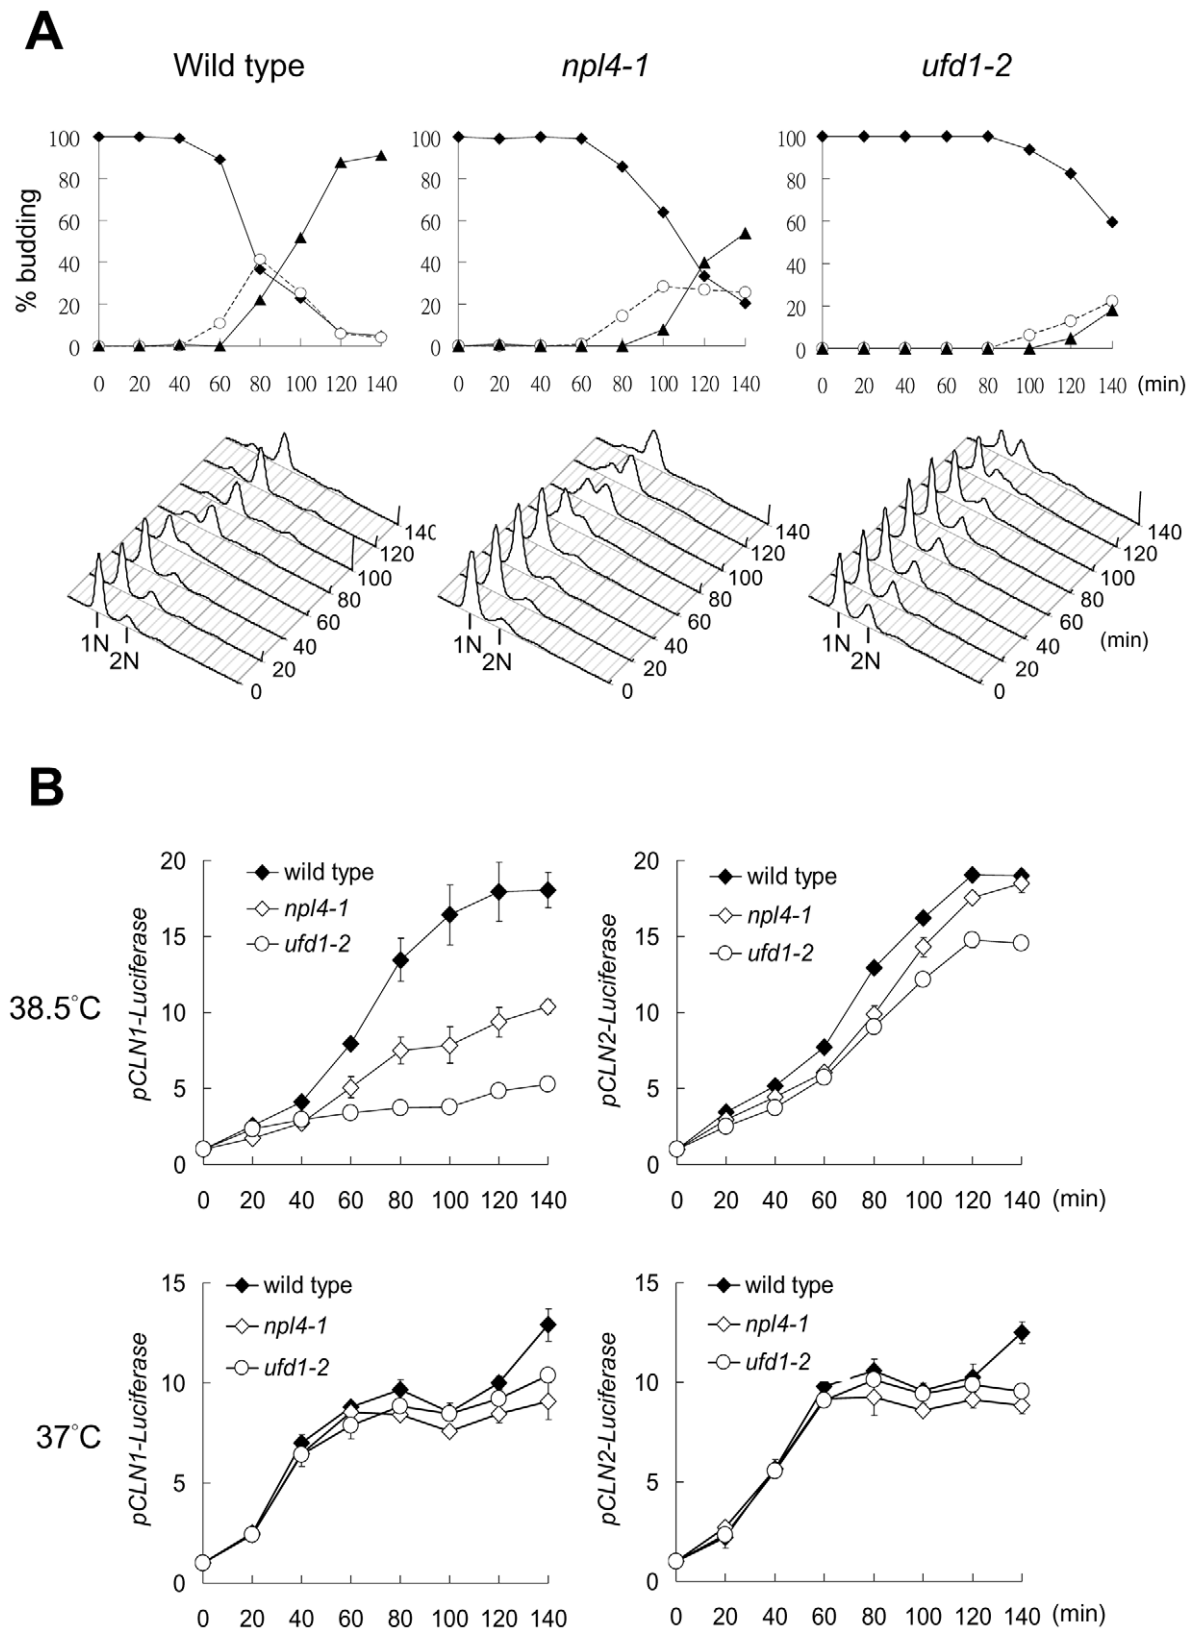 A
Wild type
npl4-1
ufd1-2
% budding
100
80
60
40
20
0
0 20 40 60 80 100 120 140
100
80
60
40
20
0
0 20 40 60 80 100 120 140
100
80
60
40
20
0
0 20 40 60 80 100 120 140 (min)
1N
2N
0
20
40
60
80
100
120
140
1N
2N
0
20
40
60
80
100
120
140
1N
2N
0
20
40
60
80
100
120
140
(min)
B
38.5°C
pCLN1-Luciferase
20
15
10
5
0
wild type
npl4-1
ufd1-2
0 20 40 60 80 100 120 140
pCLN2-Luciferase
20
15
10
5
0
wild type
npl4-1
ufd1-2
0 20 40 60 80 100 120 140 (min)
37°C
pCLN1-Luciferase
15
10
5
0
wild type
npl4-1
ufd1-2
0 20 40 60 80 100 120 140
pCLN2-Luciferase
15
10
5
0
wild type
npl4-1
ufd1-2
0 20 40 60 80 100 120 140 (min)